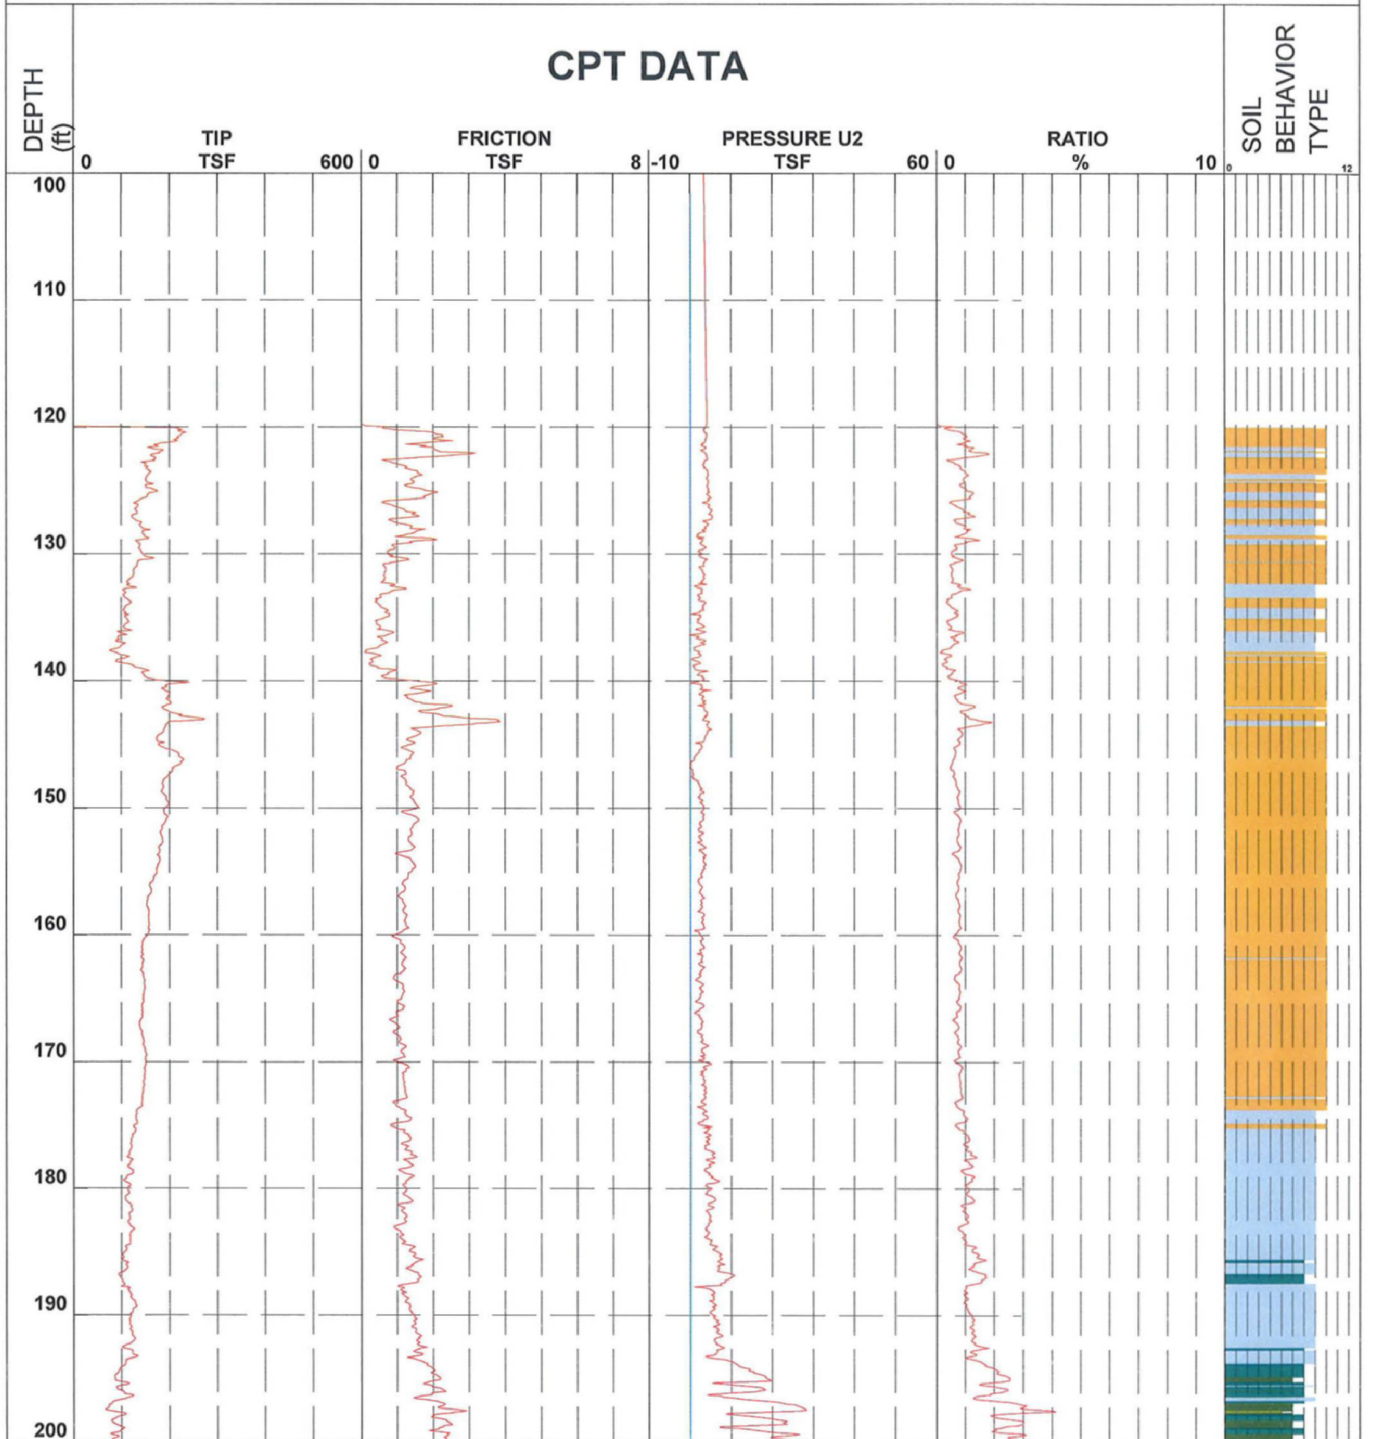 CPT DATA
DEPTH
(ft)
TIP
FRICTION
PRESSURE U2
RATIO
SOIL
BEHAVIOR
TYPE
0 TSF 600
0 TSF 8
-10 TSF 60
0 % 10
0 12
100
110
120
130
140
150
160
170
180
190
200